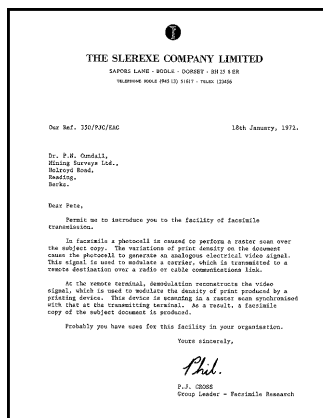 THE SLEREXE COMPANY LIMITED
SAPORS LANE - BOOLE - DORSET - BH 25 8 ER
TELEPHONE BOOLE (945 13) 51617 - TELEX 123456
Our Ref. 350/PJC/EAC
18th January, 1972.
Dr. P.N. Cundall,
Mining Surveys Ltd.,
Holroyd Road,
Reading,
Berks.
Dear Pete,
Permit me to introduce you to the facility of facsimile
transmission.
In facsimile a photocell is caused to perform a raster scan over
the subject copy. The variations of print density on the document
cause the photocell to generate an analogous electrical video signal.
This signal is used to modulate a carrier, which is transmitted to a
remote destination over a radio or cable communications link.
At the remote terminal, demodulation reconstructs the video
signal, which is used to modulate the density of print produced by a
printing device. This device is scanning in a raster scan synchronised
with that at the transmitting terminal. As a result, a facsimile
copy of the subject document is produced.
Probably you have uses for this facility in your organisation.
Yours sincerely,
Phil.
P.J. CROSS
Group Leader - Facsimile Research